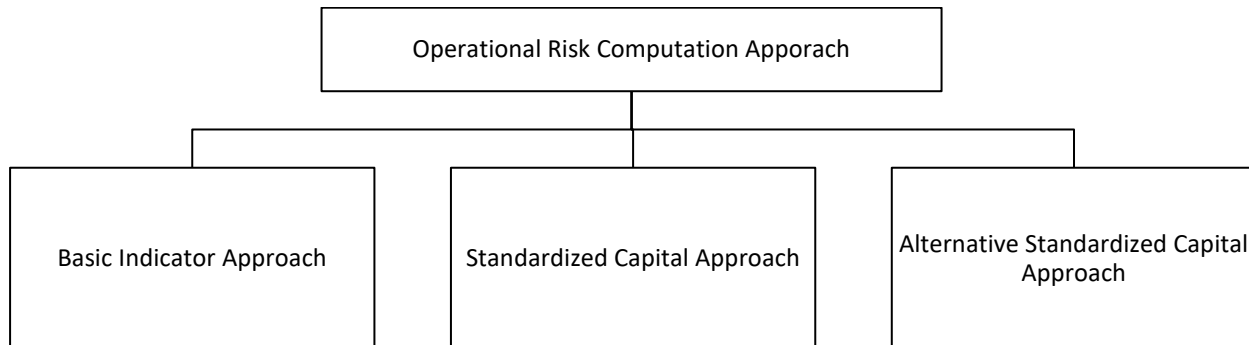 Operational Risk Computation Apporach
Basic Indicator Approach
Standardized Capital Approach
Alternative Standardized Capital
Approach